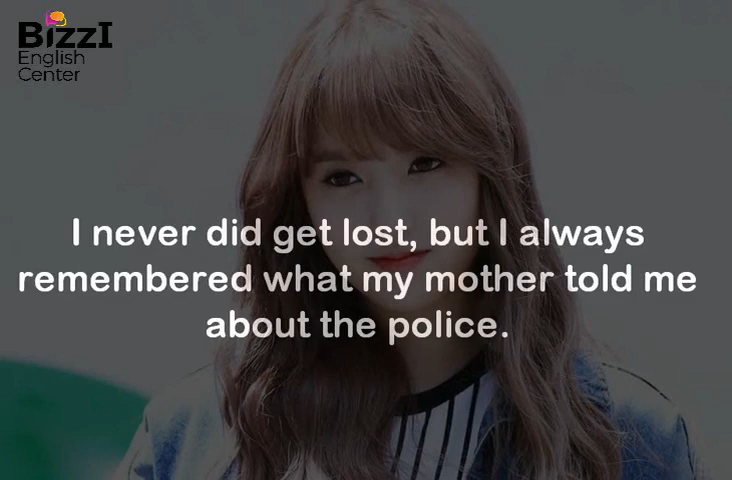 BizzI
English
Center
I never did get lost, but I always
remembered what my mother told me
about the police.